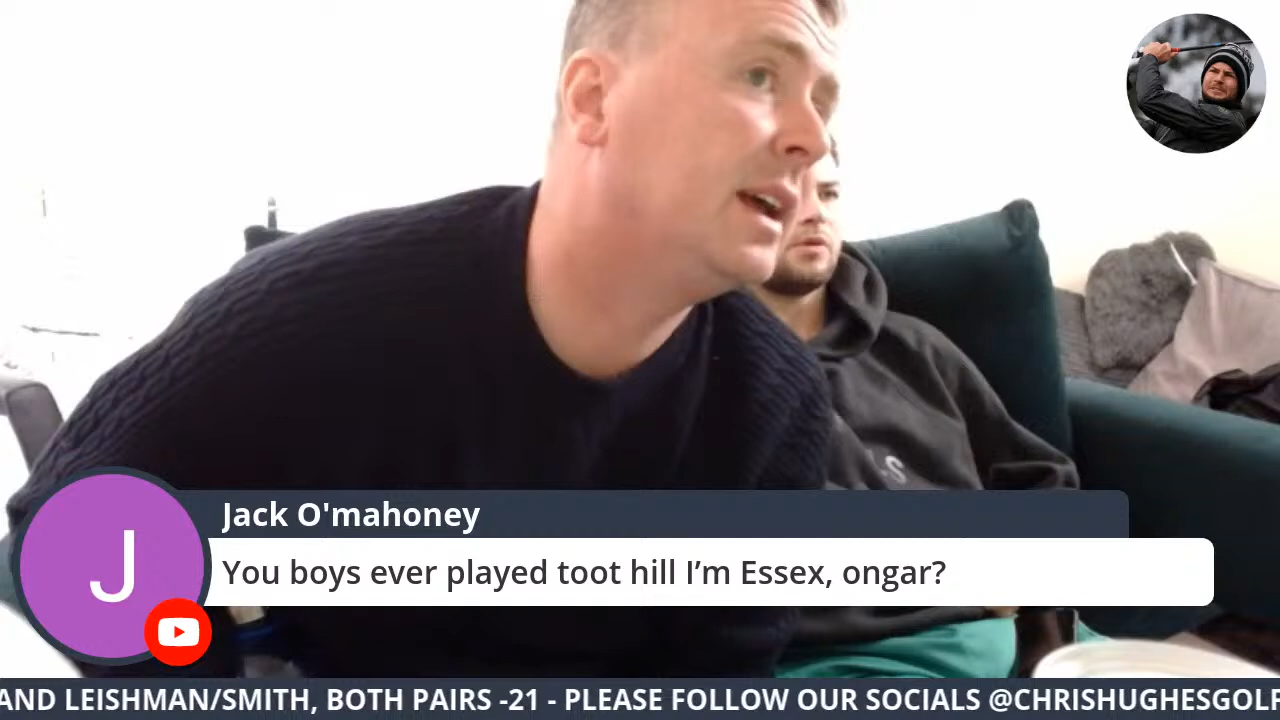 Jack O'mahoney
You boys ever played toot hill I’m Essex, ongar?
J
AND LEISHMAN/SMITH, BOTH PAIRS -21 - PLEASE FOLLOW OUR SOCIALS @CHRISHUGHESGOLF